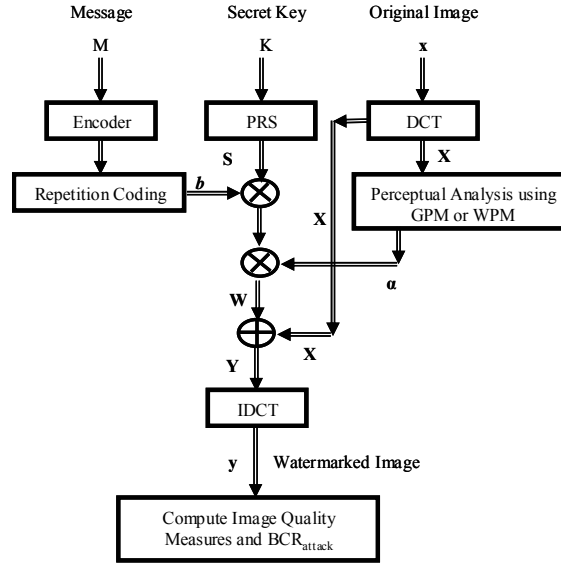 Message Secret Key Original Image
M K x
Encoder PRS DCT
S X
Repetition Coding b Perceptual Analysis using
GPM or WPM
X
α
W
X
Y
IDCT
y Watermarked Image
Compute Image Quality
Measures and BCRattack